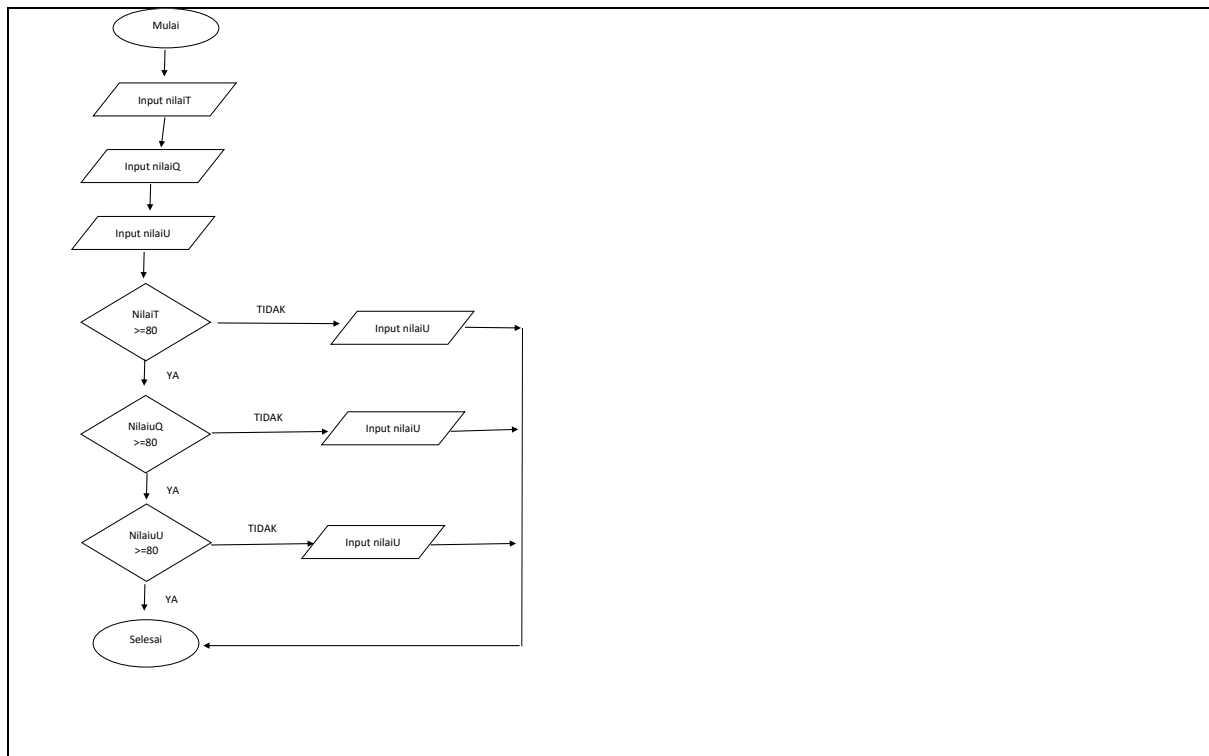 Mulai
Input nilaiT
Input nilaiQ
Input nilaiU
NilaiT
>=80
TIDAK
Input nilaiU
YA
NilaiuQ
>=80
TIDAK
Input nilaiU
YA
NilaiuU
>=80
TIDAK
Input nilaiU
YA
Selesai